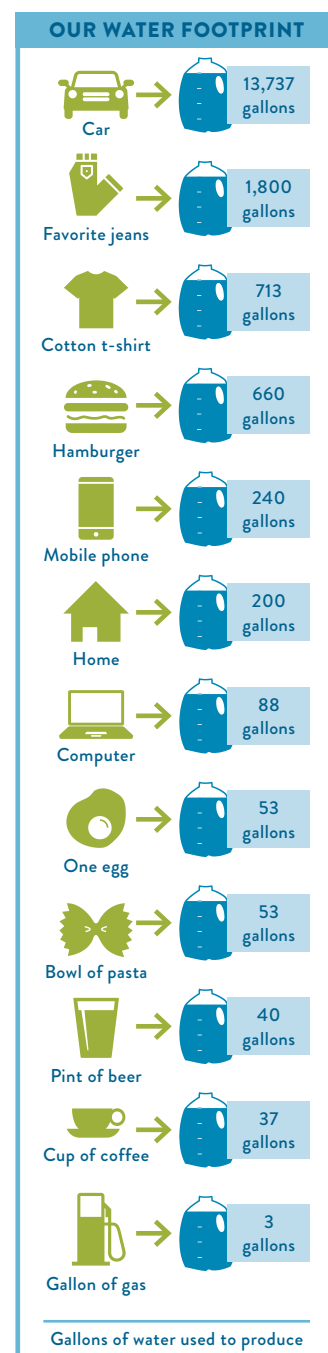 OUR WATER FOOTPRINT
13,737
gallons
Car
1,800
gallons
Favorite jeans
713
gallons
Cotton t-shirt
660
gallons
Hamburger
240
gallons
Mobile phone
200
gallons
Home
88
gallons
Computer
53
gallons
One egg
53
gallons
Bowl of pasta
40
gallons
Pint of beer
37
gallons
Cup of coffee
3
gallons
Gallon of gas
Gallons of water used to produce